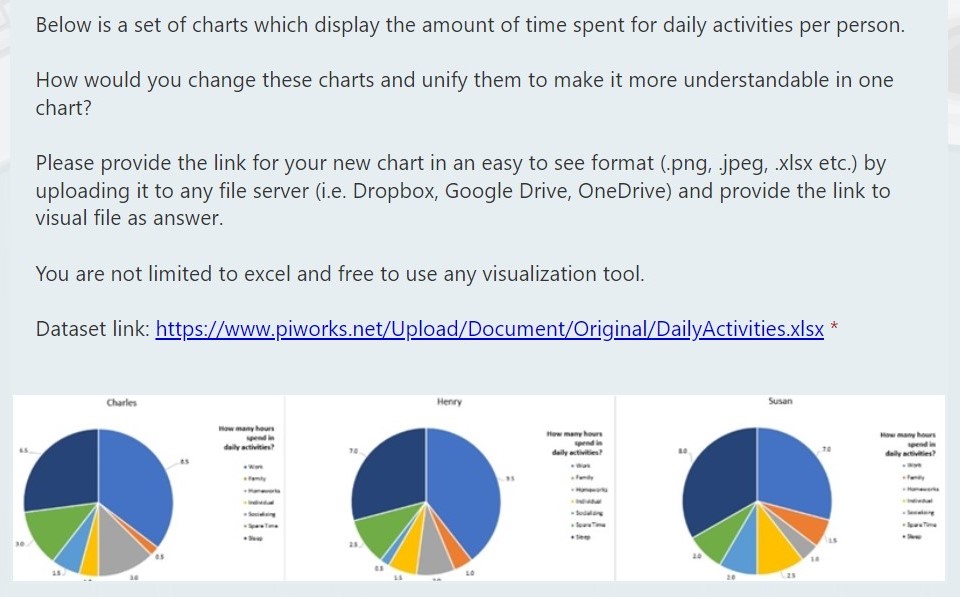 Below is a set of charts which display the amount of time spent for daily activities per person.
How would you change these charts and unify them to make it more understandable in one
chart?
Please provide the link for your new chart in an easy to see format (.png, .jpeg, .xlsx etc.) by
uploading it to any file server (i.e. Dropbox, Google Drive, OneDrive) and provide the link to
visual file as answer.
You are not limited to excel and free to use any visualization tool.
Dataset link: https://www.piworks.net/Upload/Document/Original/DailyActivities.xlsx *
Charles
How many hours
spend in
daily activities?
Work
Family
Homeworks
Individual
Socializing
Spare Time
Sleep
6.5
8.5
3.0
0.5
1.5
3.0
Henry
How many hours
spend in
daily activities?
Work
Family
Homeworks
Individual
Socializing
Spare Time
Sleep
7.0
9.5
2.5
0.5
1.5
1.0
Susan
How many hours
spend in
daily activities?
Work
Family
Homeworks
Individual
Socializing
Spare Time
Sleep
8.0
7.0
2.0
1.5
1.0
2.0
2.5